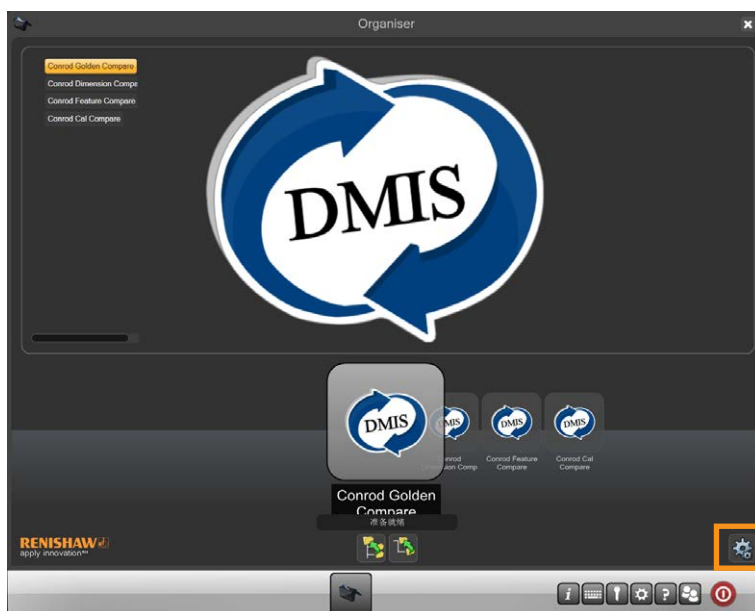 Organiser
Conrod Golden Compare
Conrod Dimension Compa
Conrod Feature Compare
Conrod Cal Compare
DMIS
DMIS
DMIS
DMIS
DMIS
Conrod Feature
Compare
Conrod Cal
Compare
Conrod Golden
Compare
准备就绪
RENISHAW
apply innovation™